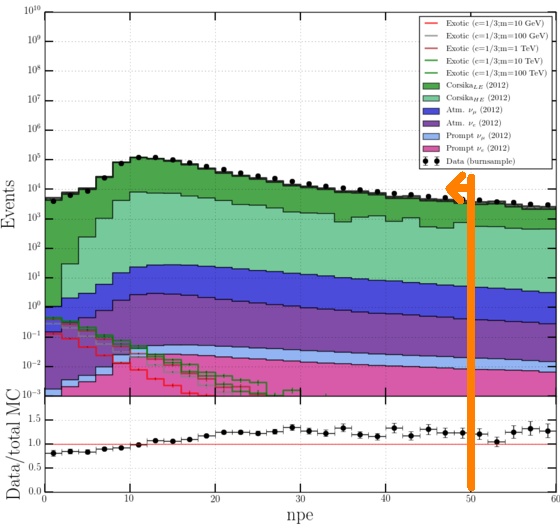 10^10
10^9
10^8
10^7
10^6
10^5
10^4
10^3
10^2
10^1
10^0
10^−1
10^−2
10^−3
Events
Exotic (c=1/3;m=10 GeV)
Exotic (c=1/3;m=100 GeV)
Exotic (c=1/3;m=1 TeV)
Exotic (c=1/3;m=10 TeV)
Exotic (c=1/3;m=100 TeV)
Corsika_LE (2012)
Corsika_HE (2012)
Atm. ν_μ (2012)
Atm. ν_e (2012)
Prompt ν_μ (2012)
Prompt ν_e (2012)
Data (burnsample)
Data/total MC
1.5
1.0
0.5
0.0
0 10 20 30 40 50 60
npe